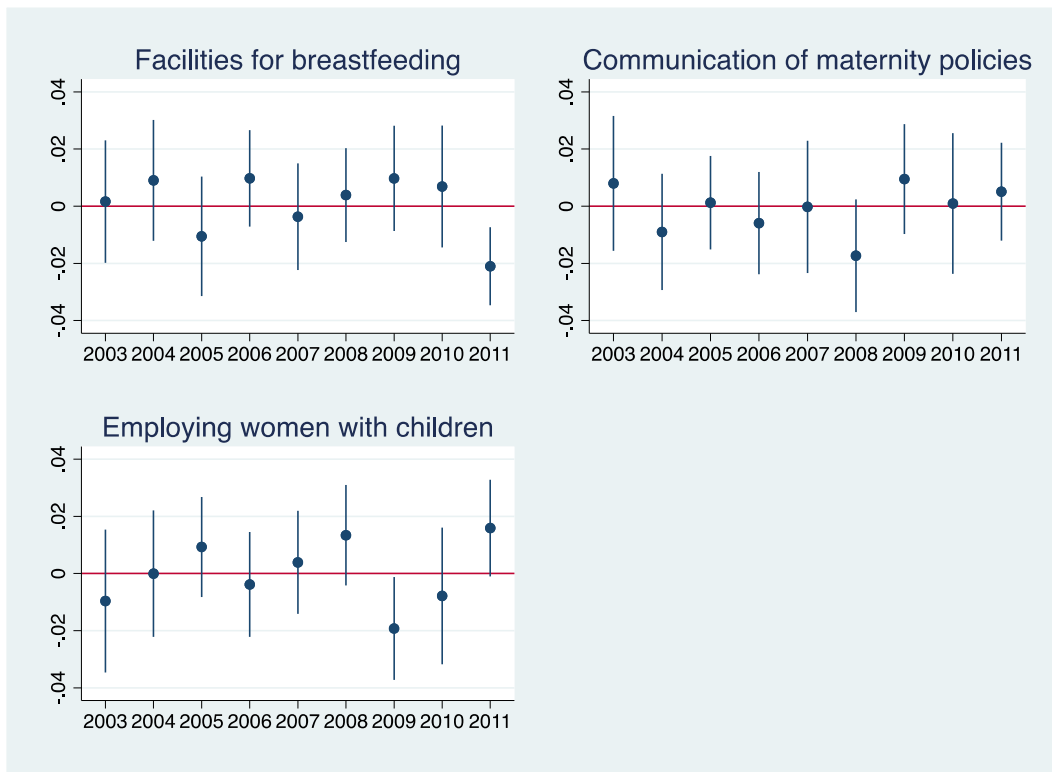 Facilities for breastfeeding
.04
.02
0
-.02
-.04
2003 2004 2005 2006 2007 2008 2009 2010 2011
Communication of maternity policies
.04
.02
0
-.02
-.04
2003 2004 2005 2006 2007 2008 2009 2010 2011
Employing women with children
.04
.02
0
-.02
-.04
2003 2004 2005 2006 2007 2008 2009 2010 2011